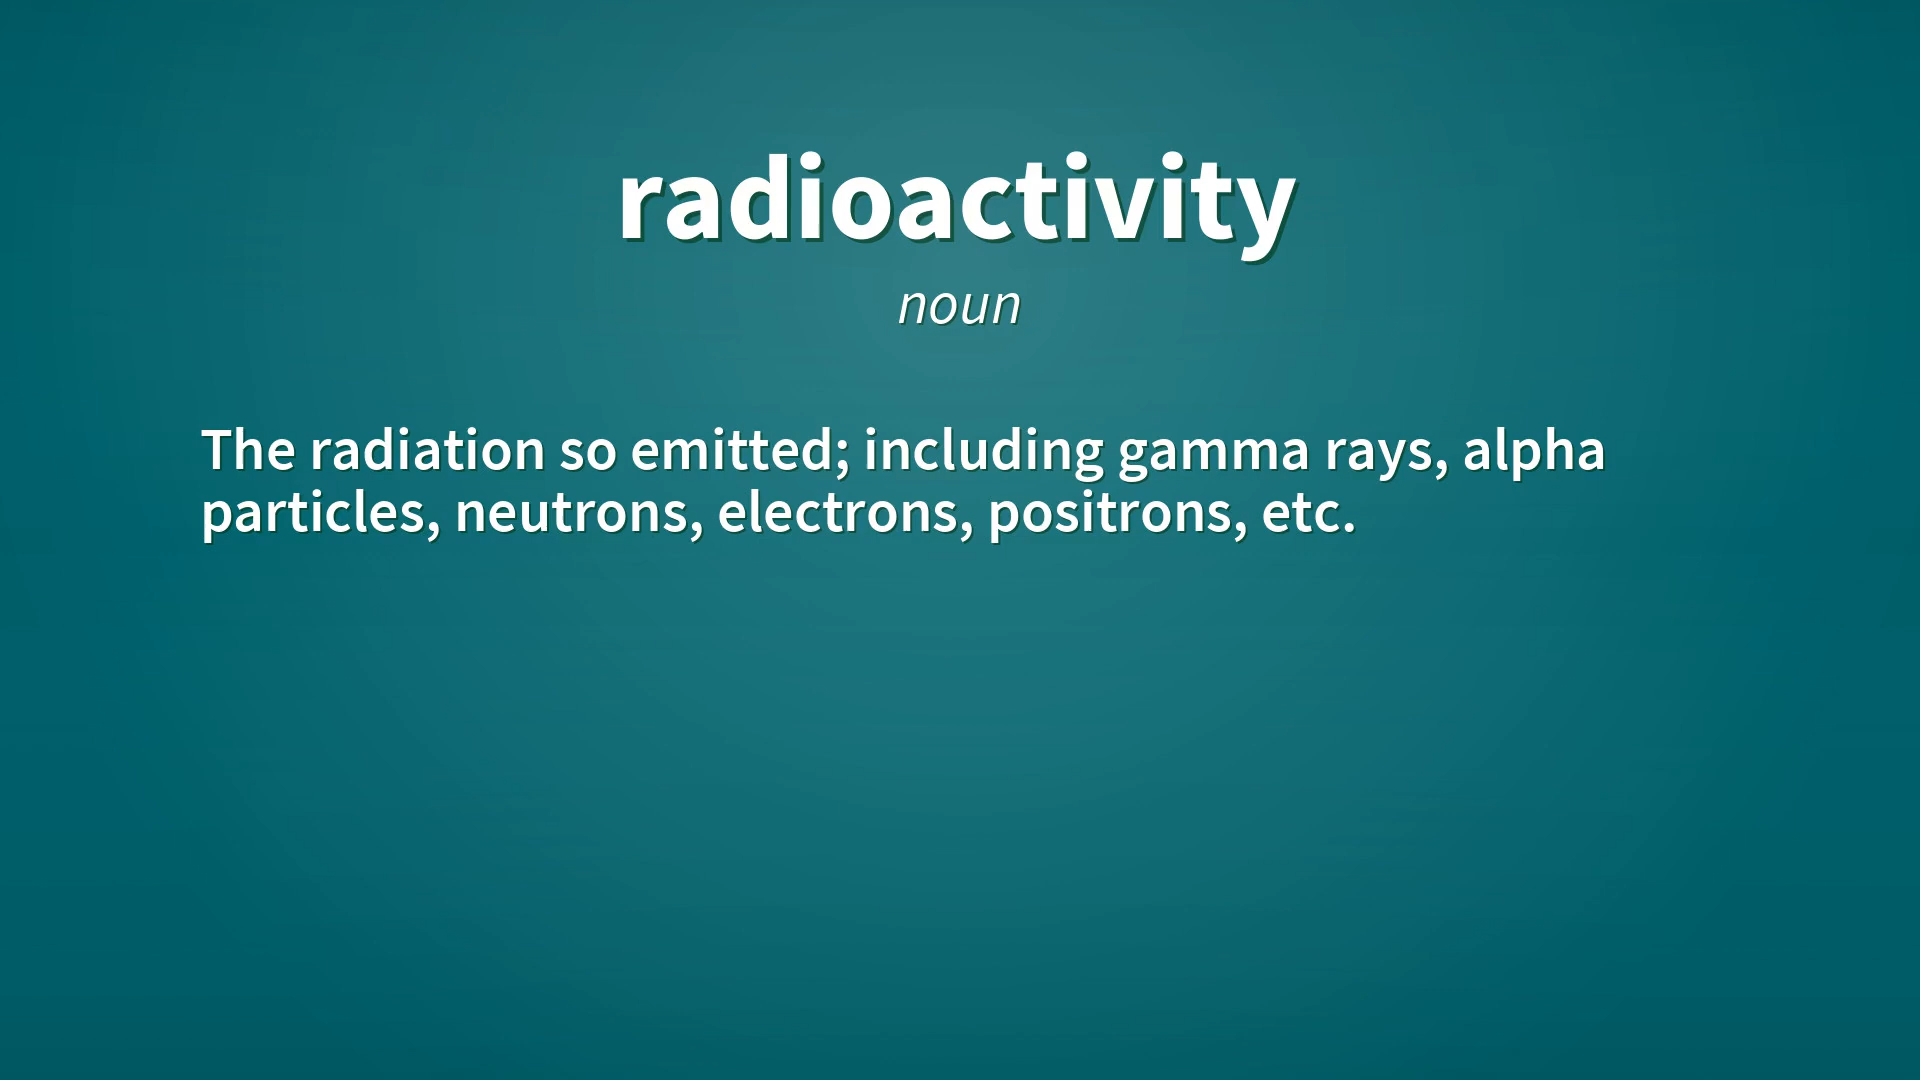 radioactivity
noun
The radiation so emitted; including gamma rays, alpha
particles, neutrons, electrons, positrons, etc.